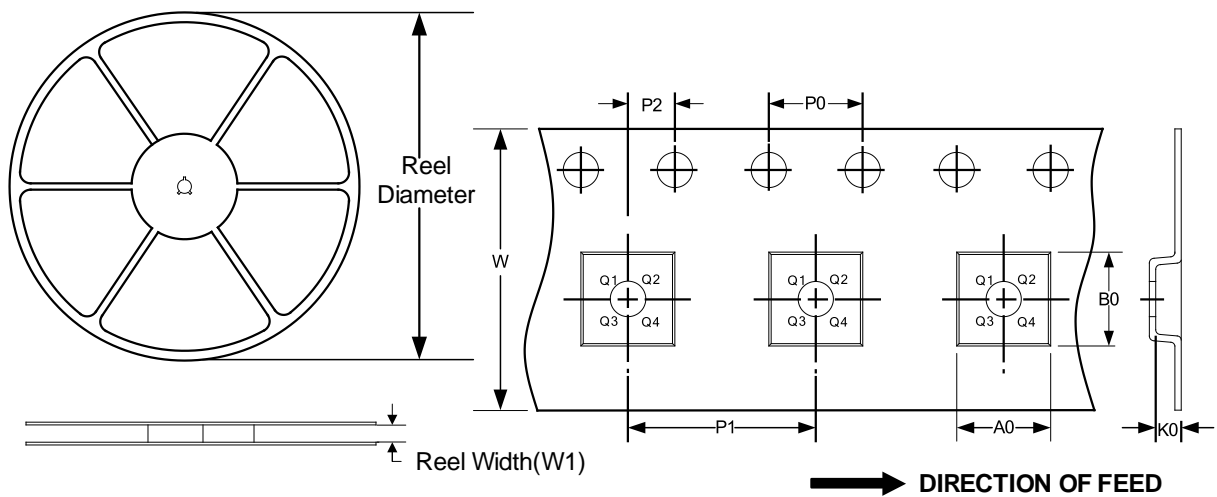 P2
P0
Reel
Diameter
W
Q1 Q2
Q3 Q4
Q1 Q2
Q3 Q4
Q1 Q2
Q3 Q4
B0
P1
A0
K0
Reel Width(W1)
DIRECTION OF FEED